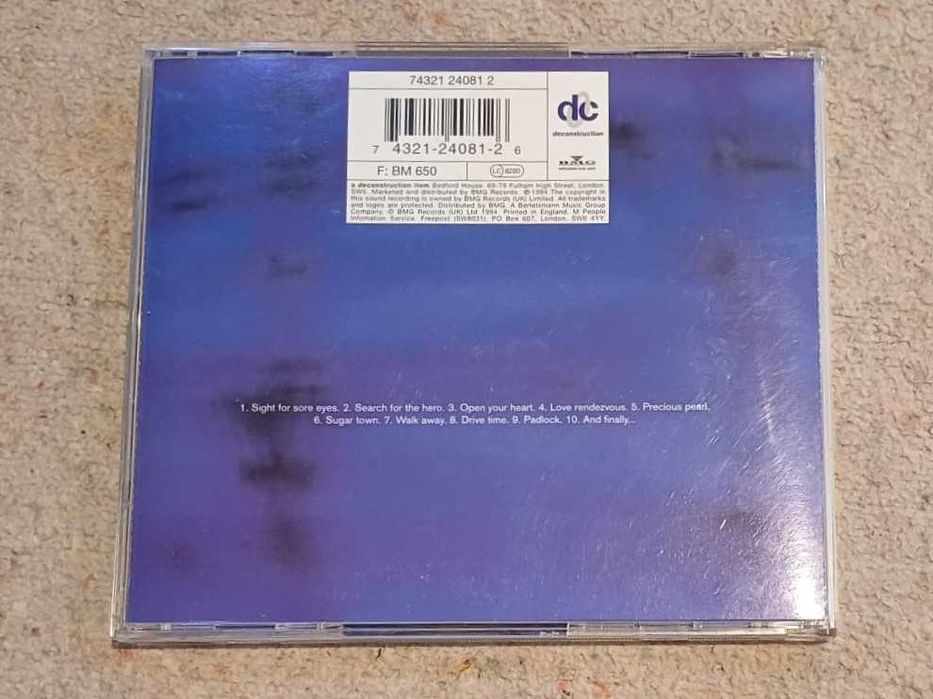 74321 24081 2
7 4321-24081-2 6
dc
deconstruction
BMG
F: BM 650
LC 8280
a deconstruction item Bedford House. 69-79 Fulham High Street, London.
SW6. Marketed and distributed by BMG Records. ℗ 1994 The copyright in
this sound recording is owned by BMG Records (UK) Limited. All trademarks
and logos are protected. Distributed by BMG. A Bertelsmann Music Group
Company. © BMG Records (UK) Ltd 1994. Printed in England. M People
Infomation Service. Freepost (SW8031). PO Box 607, London, SW6 4YY.
1. Sight for sore eyes. 2. Search for the hero. 3. Open your heart. 4. Love rendezvous. 5. Precious pearl.
6. Sugar town. 7. Walk away. 8. Drive time. 9. Padlock. 10. And finally...